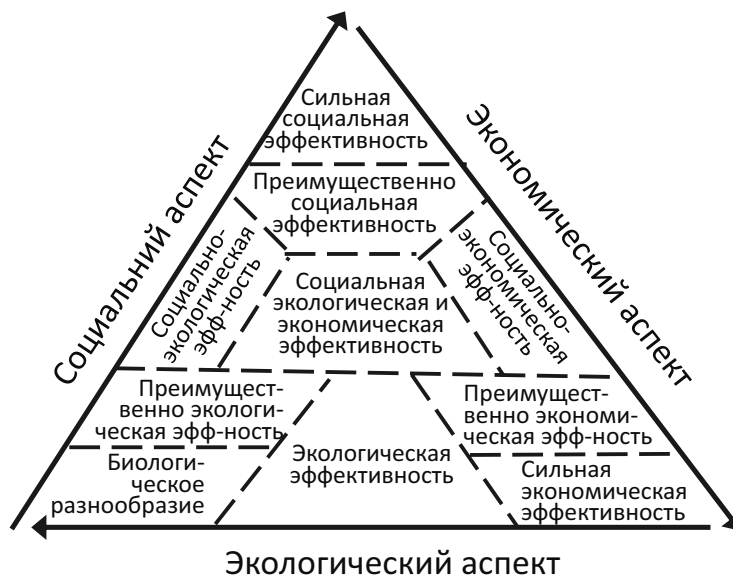 Сильная
социальная
эффективность
Преимущественно
социальная
эффективность
Социальний аспект
Экономический аспект
Социально-
экологическая
эфф-ность
Социальная
экологическая и
экономическая
эффективность
Социально-
экономическая
эфф-ность
Преимущест-
венно экологи-
ческая эфф-ность
Экологическая
эффективность
Преимущест-
венно экономи-
ческая эфф-ность
Биологи-
ческое
разнообразие
Сильная
экономическая
эффективность
Экологический аспект